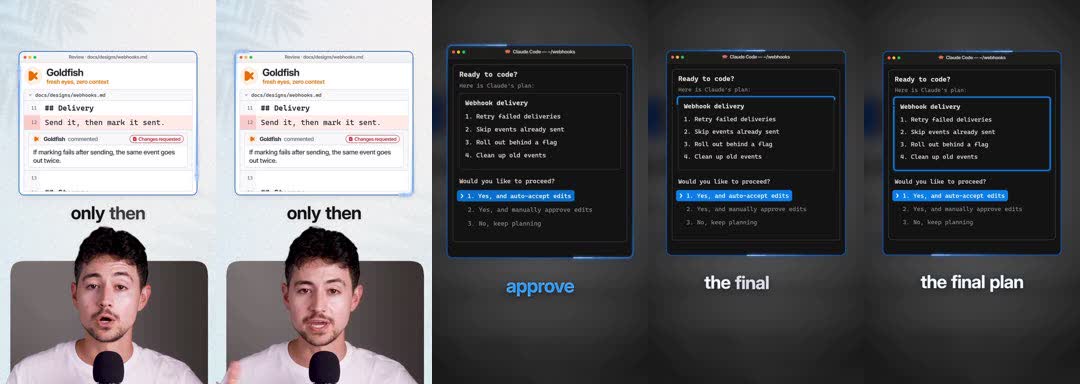 Review · docs/designs/webhooks.md
Goldfish
fresh eyes, zero context
docs/designs/webhooks.md
11 ## Delivery
12 Send it, then mark it sent.
Goldfish commented Changes requested
If marking fails after sending, the same event goes
out twice.
13
only then
Review · docs/designs/webhooks.md
Goldfish
fresh eyes, zero context
docs/designs/webhooks.md
11 ## Delivery
12 Send it, then mark it sent.
Goldfish commented Changes requested
If marking fails after sending, the same event goes
out twice.
13
only then
Claude Code — ~/webhooks
Ready to code?
Here is Claude's plan:
Webhook delivery
1. Retry failed deliveries
2. Skip events already sent
3. Roll out behind a flag
4. Clean up old events
Would you like to proceed?
❯ 1. Yes, and auto-accept edits
2. Yes, and manually approve edits
3. No, keep planning
approve
Claude Code — ~/webhooks
Ready to code?
Here is Claude's plan:
Webhook delivery
1. Retry failed deliveries
2. Skip events already sent
3. Roll out behind a flag
4. Clean up old events
Would you like to proceed?
❯ 1. Yes, and auto-accept edits
2. Yes, and manually approve edits
3. No, keep planning
the final
Claude Code — ~/webhooks
Ready to code?
Here is Claude's plan:
Webhook delivery
1. Retry failed deliveries
2. Skip events already sent
3. Roll out behind a flag
4. Clean up old events
Would you like to proceed?
❯ 1. Yes, and auto-accept edits
2. Yes, and manually approve edits
3. No, keep planning
the final plan